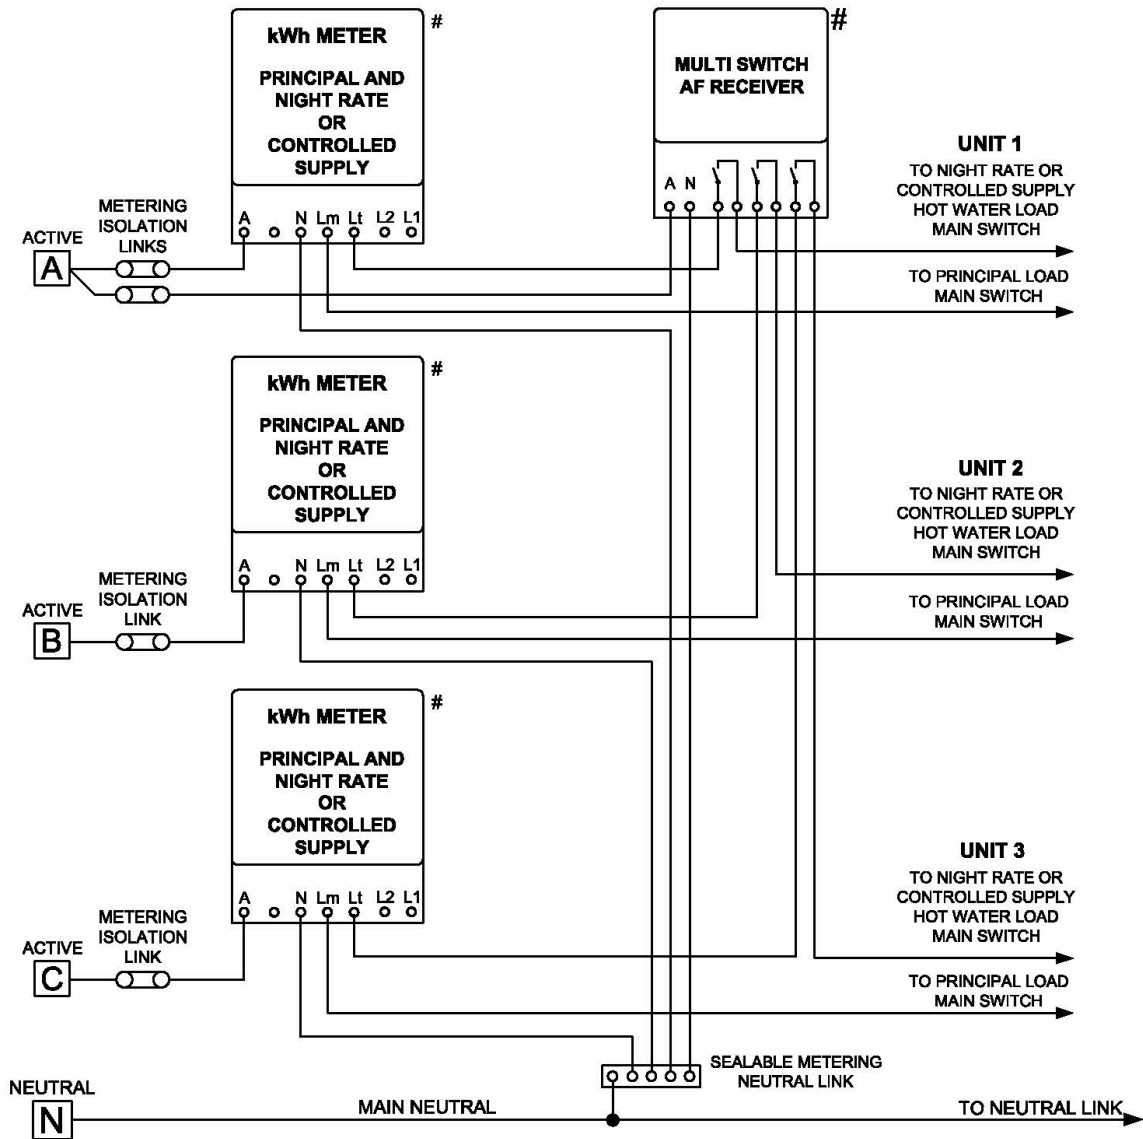 kWh METER
PRINCIPAL AND
NIGHT RATE
OR
CONTROLLED
SUPPLY
#
A N Lm Lt L2 L1
METERING
ISOLATION
LINKS
ACTIVE
A
MULTI SWITCH
AF RECEIVER
#
A N
UNIT 1
TO NIGHT RATE OR
CONTROLLED SUPPLY
HOT WATER LOAD
MAIN SWITCH
TO PRINCIPAL LOAD
MAIN SWITCH
kWh METER
PRINCIPAL AND
NIGHT RATE
OR
CONTROLLED
SUPPLY
#
A N Lm Lt L2 L1
METERING
ISOLATION
LINK
ACTIVE
B
UNIT 2
TO NIGHT RATE OR
CONTROLLED SUPPLY
HOT WATER LOAD
MAIN SWITCH
TO PRINCIPAL LOAD
MAIN SWITCH
kWh METER
PRINCIPAL AND
NIGHT RATE
OR
CONTROLLED
SUPPLY
#
A N Lm Lt L2 L1
METERING
ISOLATION
LINK
ACTIVE
C
UNIT 3
TO NIGHT RATE OR
CONTROLLED SUPPLY
HOT WATER LOAD
MAIN SWITCH
TO PRINCIPAL LOAD
MAIN SWITCH
SEALABLE METERING
NEUTRAL LINK
NEUTRAL
N
MAIN NEUTRAL
TO NEUTRAL LINK